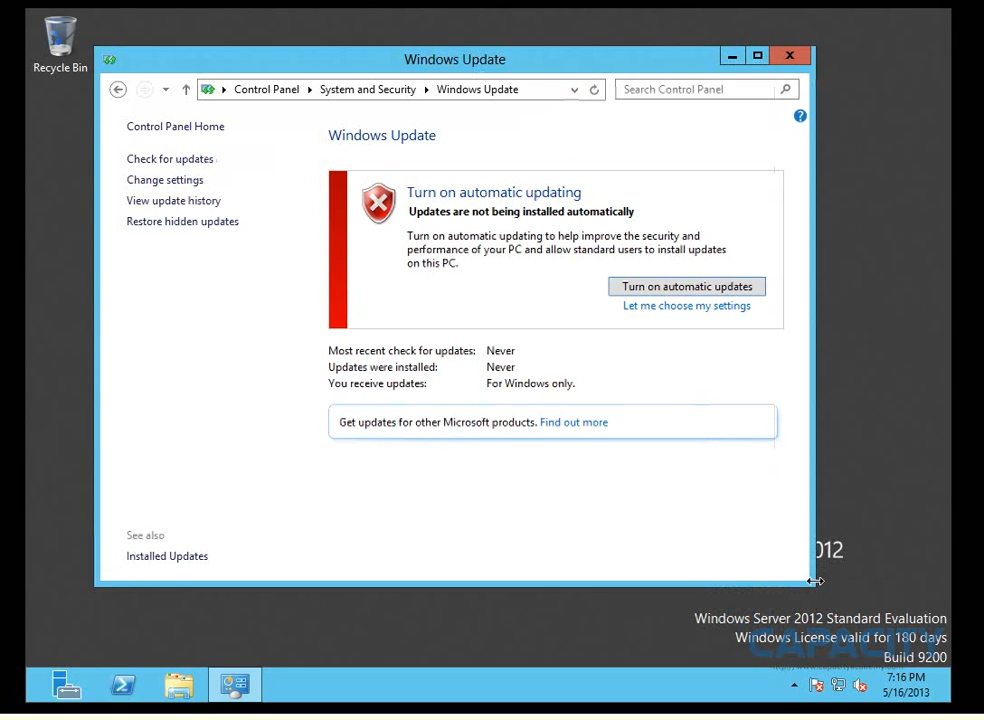 Recycle Bin
Windows Update
Control Panel System and Security Windows Update
Search Control Panel
Control Panel Home
Check for updates
Change settings
View update history
Restore hidden updates
Windows Update
Turn on automatic updating
Updates are not being installed automatically
Turn on automatic updating to help improve the security and
performance of your PC and allow standard users to install updates
on this PC.
Turn on automatic updates
Let me choose my settings
Most recent check for updates: Never
Updates were installed: Never
You receive updates: For Windows only.
Get updates for other Microsoft products. Find out more
See also
Installed Updates
012
Windows Server 2012 Standard Evaluation
Windows License valid for 180 days
CAPACITY
Build 9200
7:16 PM
5/16/2013